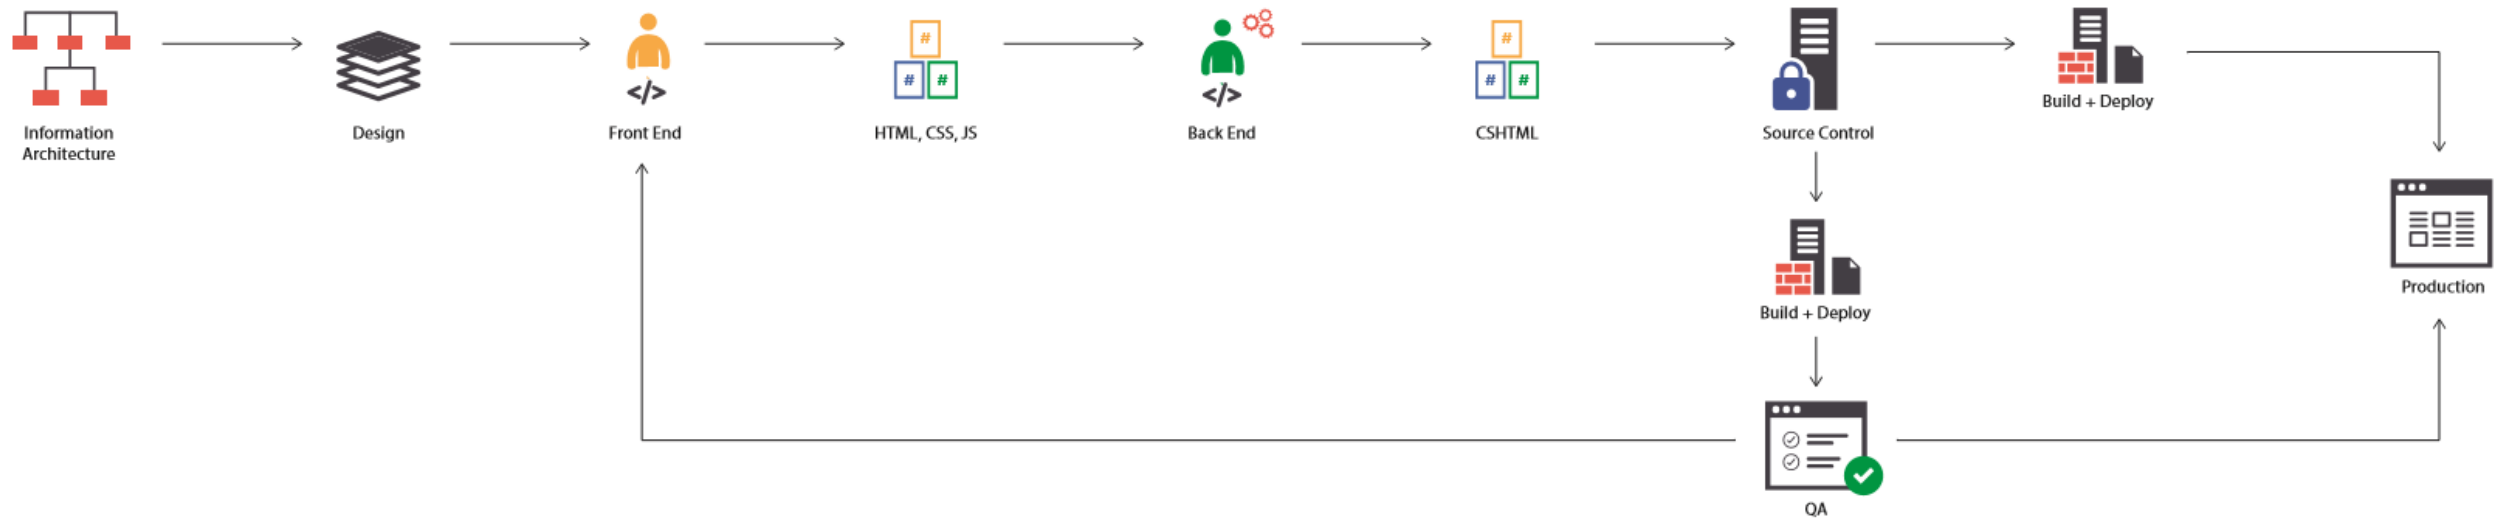 Information
Architecture
Design
</>
Front End
#
# #
HTML, CSS, JS
</>
Back End
#
# #
CSHTML
Source Control
Build + Deploy
Build + Deploy
Production
QA